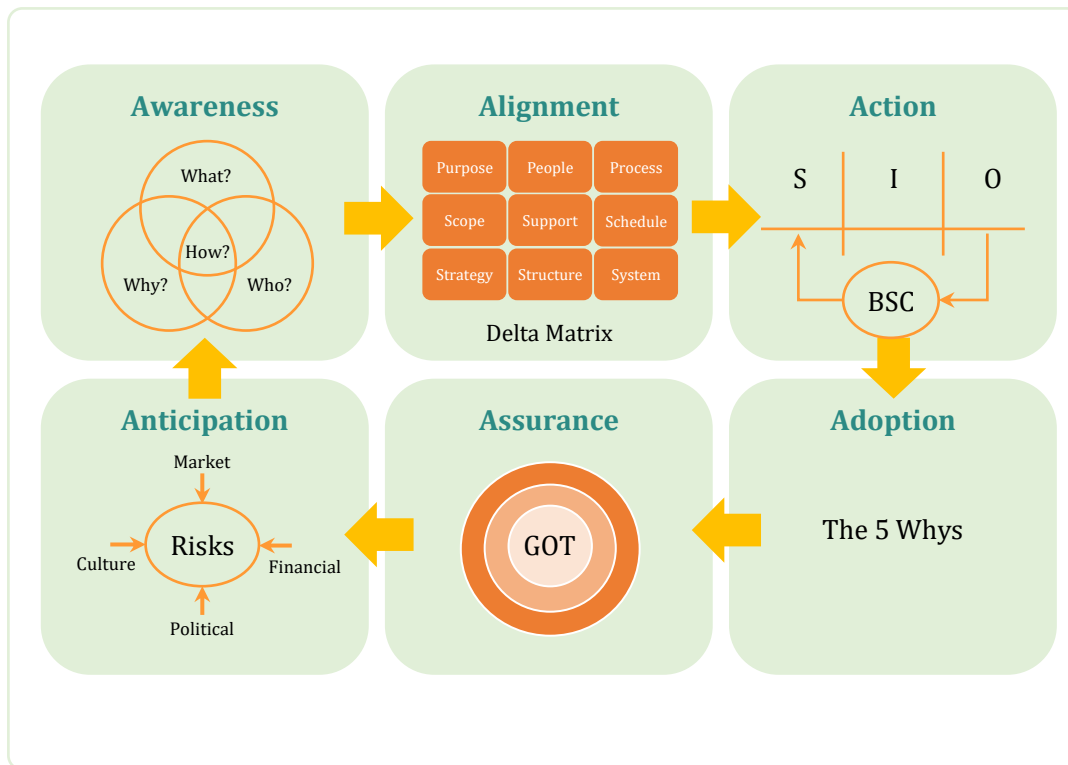 Awareness
What?
How?
Why?
Who?
Alignment
Purpose People Process
Scope Support Schedule
Strategy Structure System
Delta Matrix
Action
S I O
BSC
Anticipation
Market
Risks
Culture
Financial
Political
Assurance
GOT
Adoption
The 5 Whys